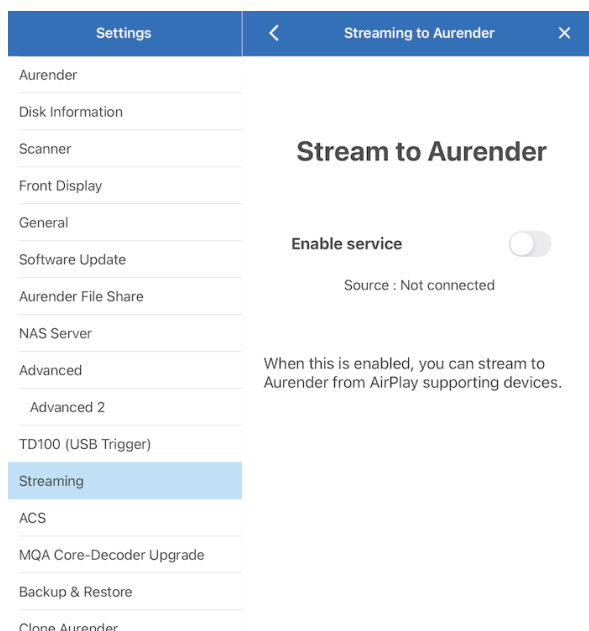 Settings
Streaming to Aurender
Aurender
Disk Information
Scanner
Front Display
General
Software Update
Aurender File Share
NAS Server
Advanced
Advanced 2
TD100 (USB Trigger)
Streaming
ACS
MQA Core-Decoder Upgrade
Backup & Restore
Clone Aurender
Stream to Aurender
Enable service
Source : Not connected
When this is enabled, you can stream to
Aurender from AirPlay supporting devices.